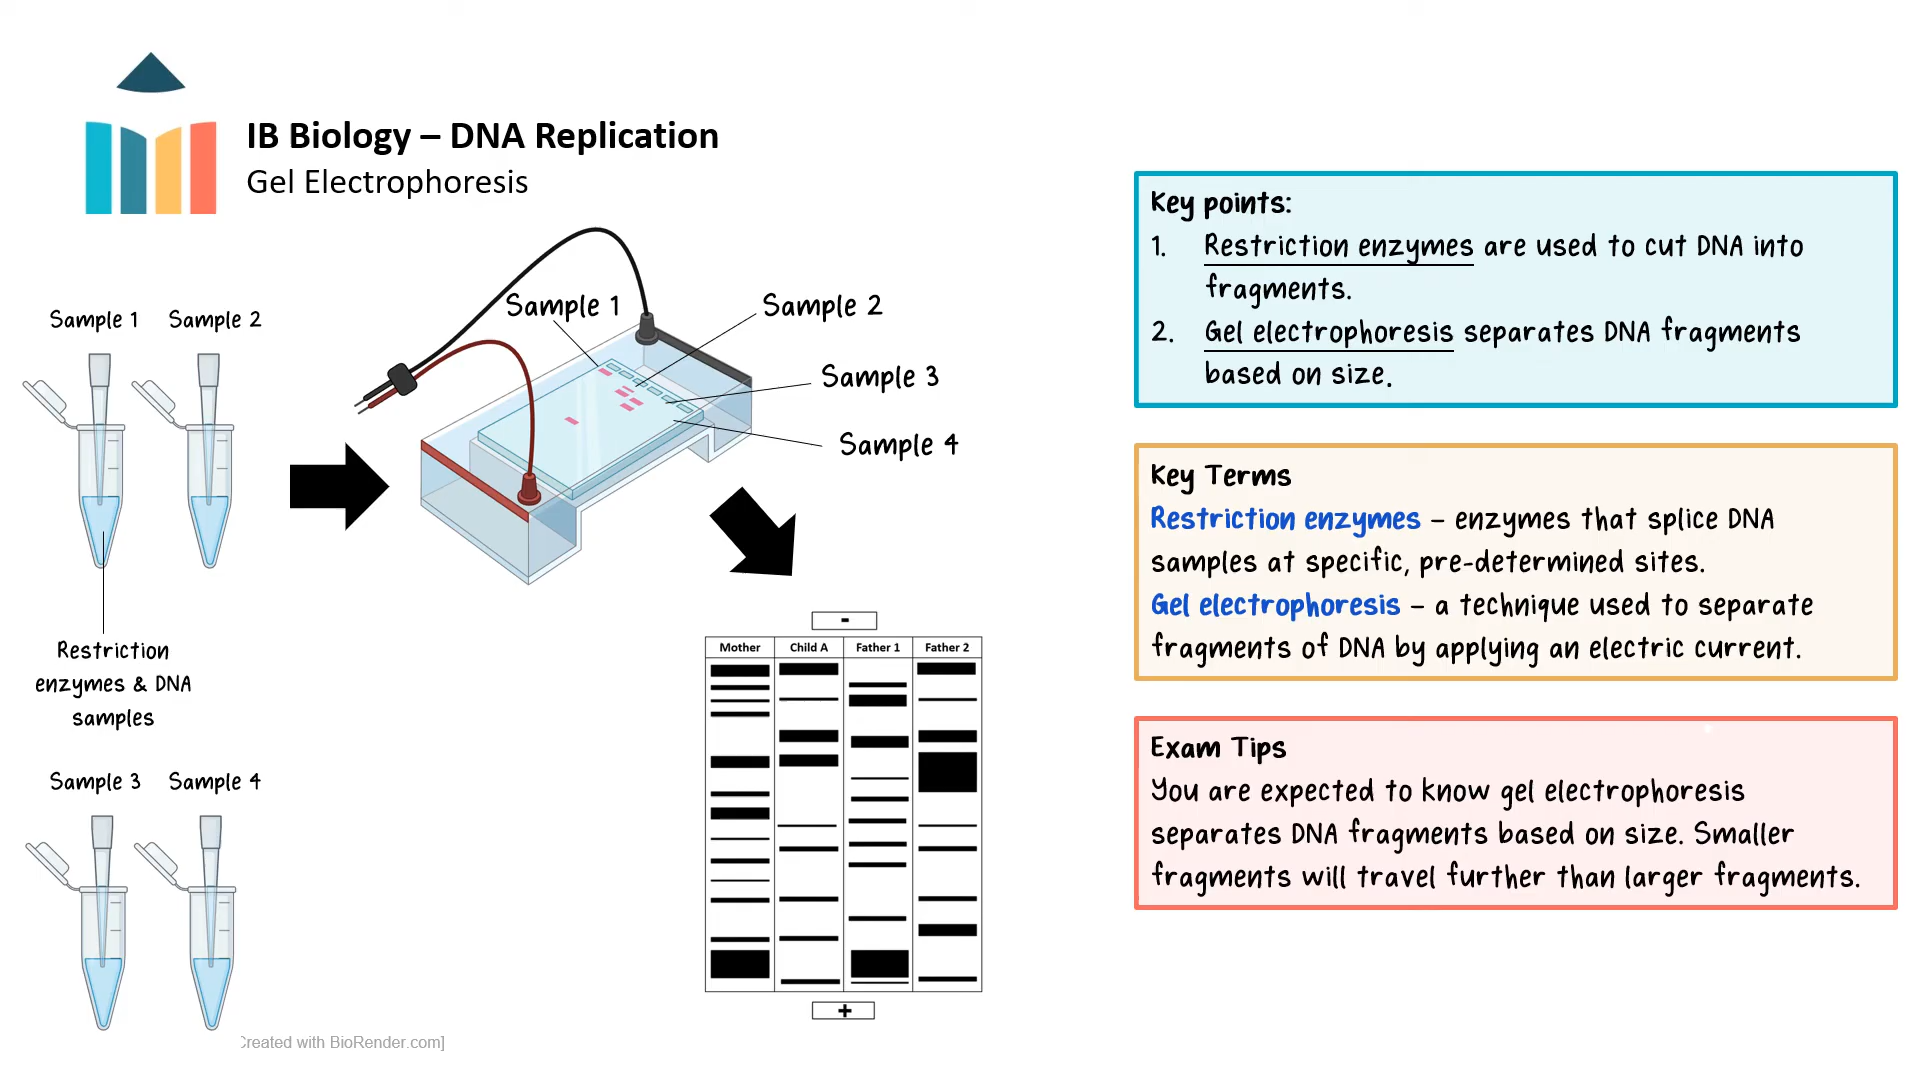 IB Biology – DNA Replication
Gel Electrophoresis
Sample 1
Sample 2
Restriction
enzymes & DNA
samples
Sample 3
Sample 4
Sample 1
Sample 2
Sample 3
Sample 4
-
Mother
Child A
Father 1
Father 2
+
Created with BioRender.com]
Key points:
1. Restriction enzymes are used to cut DNA into
fragments.
2. Gel electrophoresis separates DNA fragments
based on size.
Key Terms
Restriction enzymes – enzymes that splice DNA
samples at specific, pre-determined sites.
Gel electrophoresis – a technique used to separate
fragments of DNA by applying an electric current.
Exam Tips
You are expected to know gel electrophoresis
separates DNA fragments based on size. Smaller
fragments will travel further than larger fragments.